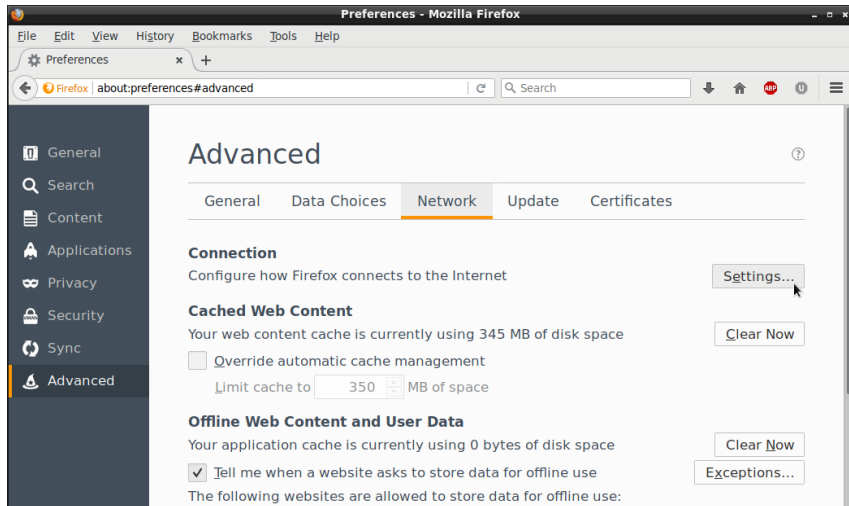 Preferences - Mozilla Firefox
File Edit View History Bookmarks Tools Help
Preferences
Firefox about:preferences#advanced Search ABP U
General
Search
Content
Applications
Privacy
Security
Sync
Advanced
Advanced ?
General Data Choices Network Update Certificates
Connection
Configure how Firefox connects to the Internet Settings...
Cached Web Content
Your web content cache is currently using 345 MB of disk space Clear Now
Override automatic cache management
Limit cache to 350 MB of space
Offline Web Content and User Data
Your application cache is currently using 0 bytes of disk space Clear Now
Tell me when a website asks to store data for offline use Exceptions...
The following websites are allowed to store data for offline use: